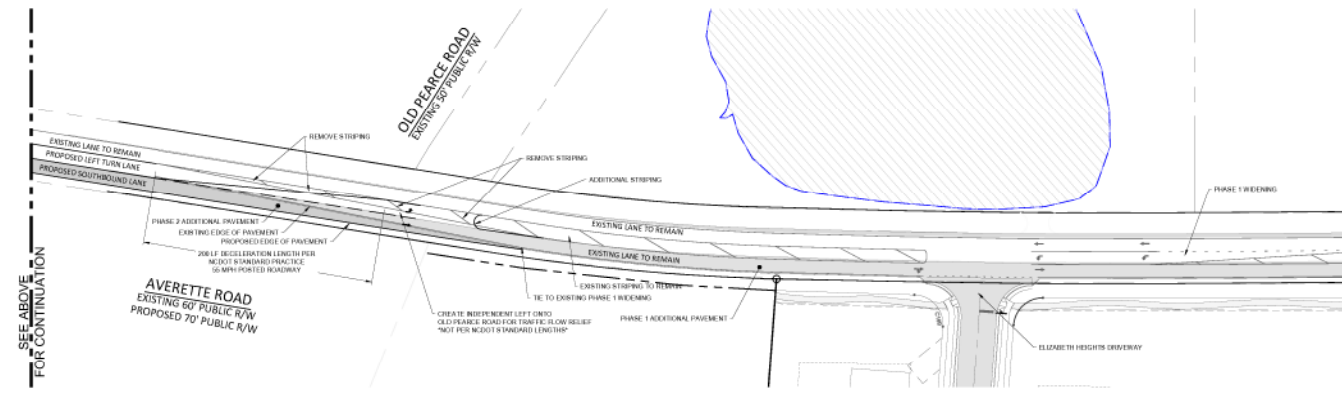 OLD PEARCE ROAD
EXISTING 50' PUBLIC R/W
REMOVE STRIPING
EXISTING LANE TO REMAIN
PROPOSED LEFT TURN LANE
PROPOSED SOUTHBOUND LANE
REMOVE STRIPING
ADDITIONAL STRIPING
PHASE 1 WIDENING
PHASE 2 ADDITIONAL PAVEMENT
EXISTING EDGE OF PAVEMENT
PROPOSED EDGE OF PAVEMENT
200 LF DECELERATION LENGTH PER
NCDOT STANDARD PRACTICE
55 MPH POSTED ROADWAY
EXISTING LANE TO REMAIN
EXISTING LANE TO REMAIN
EXISTING STRIPING TO REMAIN
TIE TO EXISTING PHASE 1 WIDENING
AVERETTE ROAD
EXISTING 60' PUBLIC R/W
PROPOSED 70' PUBLIC R/W
CREATE INDEPENDENT LEFT ONTO
OLD PEARCE ROAD FOR TRAFFIC FLOW RELIEF
*NOT PER NCDOT STANDARD LENGTHS*
PHASE 1 ADDITIONAL PAVEMENT
ELIZABETH HEIGHTS DRIVEWAY
SEE ABOVE
FOR CONTINUATION